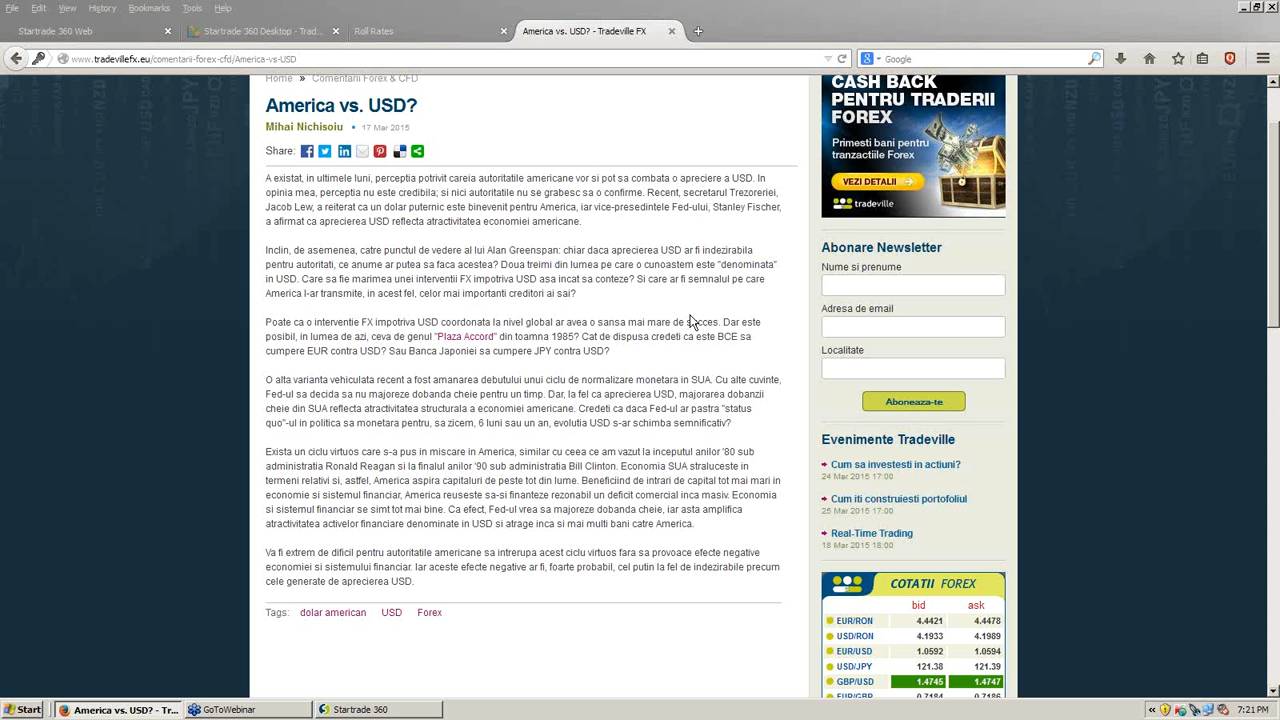 File Edit View History Bookmarks Tools Help
Startrade 360 Web
Startrade 360 Desktop - Trad...
Roll Rates
America vs. USD? - Tradeville FX
www.tradevillefx.eu/comentarii-forex-cfd/America-vs-USD
Google
Home » Comentarii Forex & CFD
America vs. USD?
Mihai Nichisoiu • 17 Mar 2015
Share:
A existat, in ultimele luni, perceptia potrivit careia autoritatile americane vor si pot sa combata o apreciere a USD. In
opinia mea, perceptia nu este credibila; si nici autoritatile nu se grabesc sa o confirme. Recent, secretarul Trezoreriei,
Jacob Lew, a reiterat ca un dolar puternic este binevenit pentru America, iar vice-presedintele Fed-ului, Stanley Fischer,
a afirmat ca aprecierea USD reflecta atractivitatea economiei americane.
Inclin, de asemenea, catre punctul de vedere al lui Alan Greenspan: chiar daca aprecierea USD ar fi indezirabila
pentru autoritati, ce anume ar putea sa faca acestea? Doua treimi din lumea pe care o cunoastem este "denominata"
in USD. Care sa fie marimea unei interventii FX impotriva USD asa incat sa conteze? Si care ar fi semnalul pe care
America l-ar transmite, in acest fel, celor mai importanti creditori ai sai?
Poate ca o interventie FX impotriva USD coordonata la nivel global ar avea o sansa mai mare de succes. Dar este
posibil, in lumea de azi, ceva de genul "Plaza Accord" din toamna 1985? Cat de dispusa credeti ca este BCE sa
cumpere EUR contra USD? Sau Banca Japoniei sa cumpere JPY contra USD?
O alta varianta vehiculata recent a fost amanarea debutului unui ciclu de normalizare monetara in SUA. Cu alte cuvinte,
Fed-ul sa decida sa nu majoreze dobanda cheie pentru un timp. Dar, la fel ca aprecierea USD, majorarea dobanzii
cheie din SUA reflecta atractivitatea structurala a economiei americane. Credeti ca daca Fed-ul ar pastra "status
quo"-ul in politica sa monetara pentru, sa zicem, 6 luni sau un an, evolutia USD s-ar schimba semnificativ?
Exista un ciclu virtuos care s-a pus in miscare in America, similar cu ceea ce am vazut la inceputul anilor '80 sub
administratia Ronald Reagan si la finalul anilor '90 sub administratia Bill Clinton. Economia SUA straluceste in
termeni relativi si, astfel, America aspira capitaluri de peste tot din lume. Beneficiind de intrari de capital tot mai mari in
economie si sistemul financiar, America reuseste sa-si finanteze rezonabil un deficit comercial inca masiv. Economia
si sistemul financiar se simt tot mai bine. Ca efect, Fed-ul vrea sa majoreze dobanda cheie, iar asta amplifica
atractivitatea activelor financiare denominate in USD si atrage inca si mai multi bani catre America.
Va fi extrem de dificil pentru autoritatile americane sa intrerupa acest ciclu virtuos fara sa provoace efecte negative
economiei si sistemului financiar. Iar aceste efecte negative ar fi, foarte probabil, cel putin la fel de indezirabile precum
cele generate de aprecierea USD.
Tags: dolar american USD Forex
CASH BACK
PENTRU TRADERII
FOREX
Primesti bani pentru
tranzactiile Forex
VEZI DETALII
tradeville
Abonare Newsletter
Nume si prenume
Adresa de email
Localitate
Aboneaza-te
Evenimente Tradeville
Cum sa investesti in actiuni?
24 Mar 2015 17:00
Cum iti construiesti portofoliul
25 Mar 2015 17:00
Real-Time Trading
18 Mar 2015 18:00
COTATII FOREX
bid ask
EUR/RON 4.4421 4.4478
USD/RON 4.1933 4.1989
EUR/USD 1.0592 1.0594
USD/JPY 121.38 121.39
GBP/USD 1.4745 1.4747
EUR/GBP 0.7184 0.7186
Start
America vs. USD? - Tr...
GoToWebinar
Startrade 360
7:21 PM